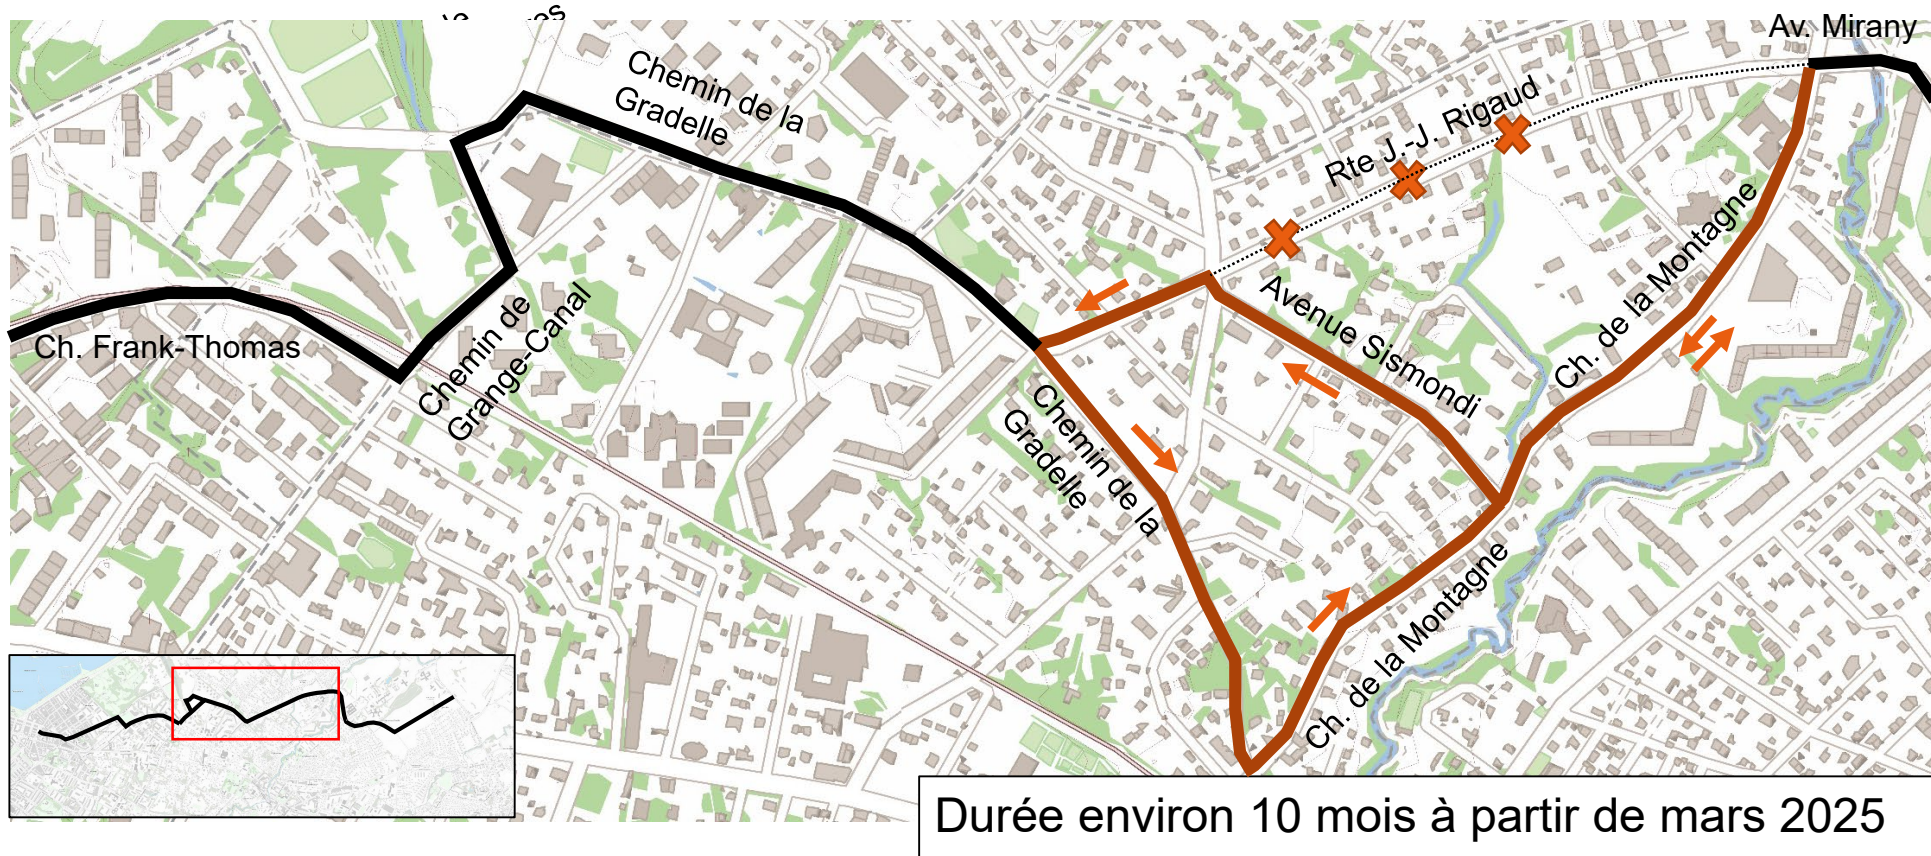 Av. Mirany
Chemin de la
Gradelle
Rte J.-J. Rigaud
Ch. de la Montagne
Avenue Sismondi
Ch. Frank-Thomas
Chemin de
Grange-Canal
Chemin de la
Gradelle
Ch. de la Montagne
Durée environ 10 mois à partir de mars 2025